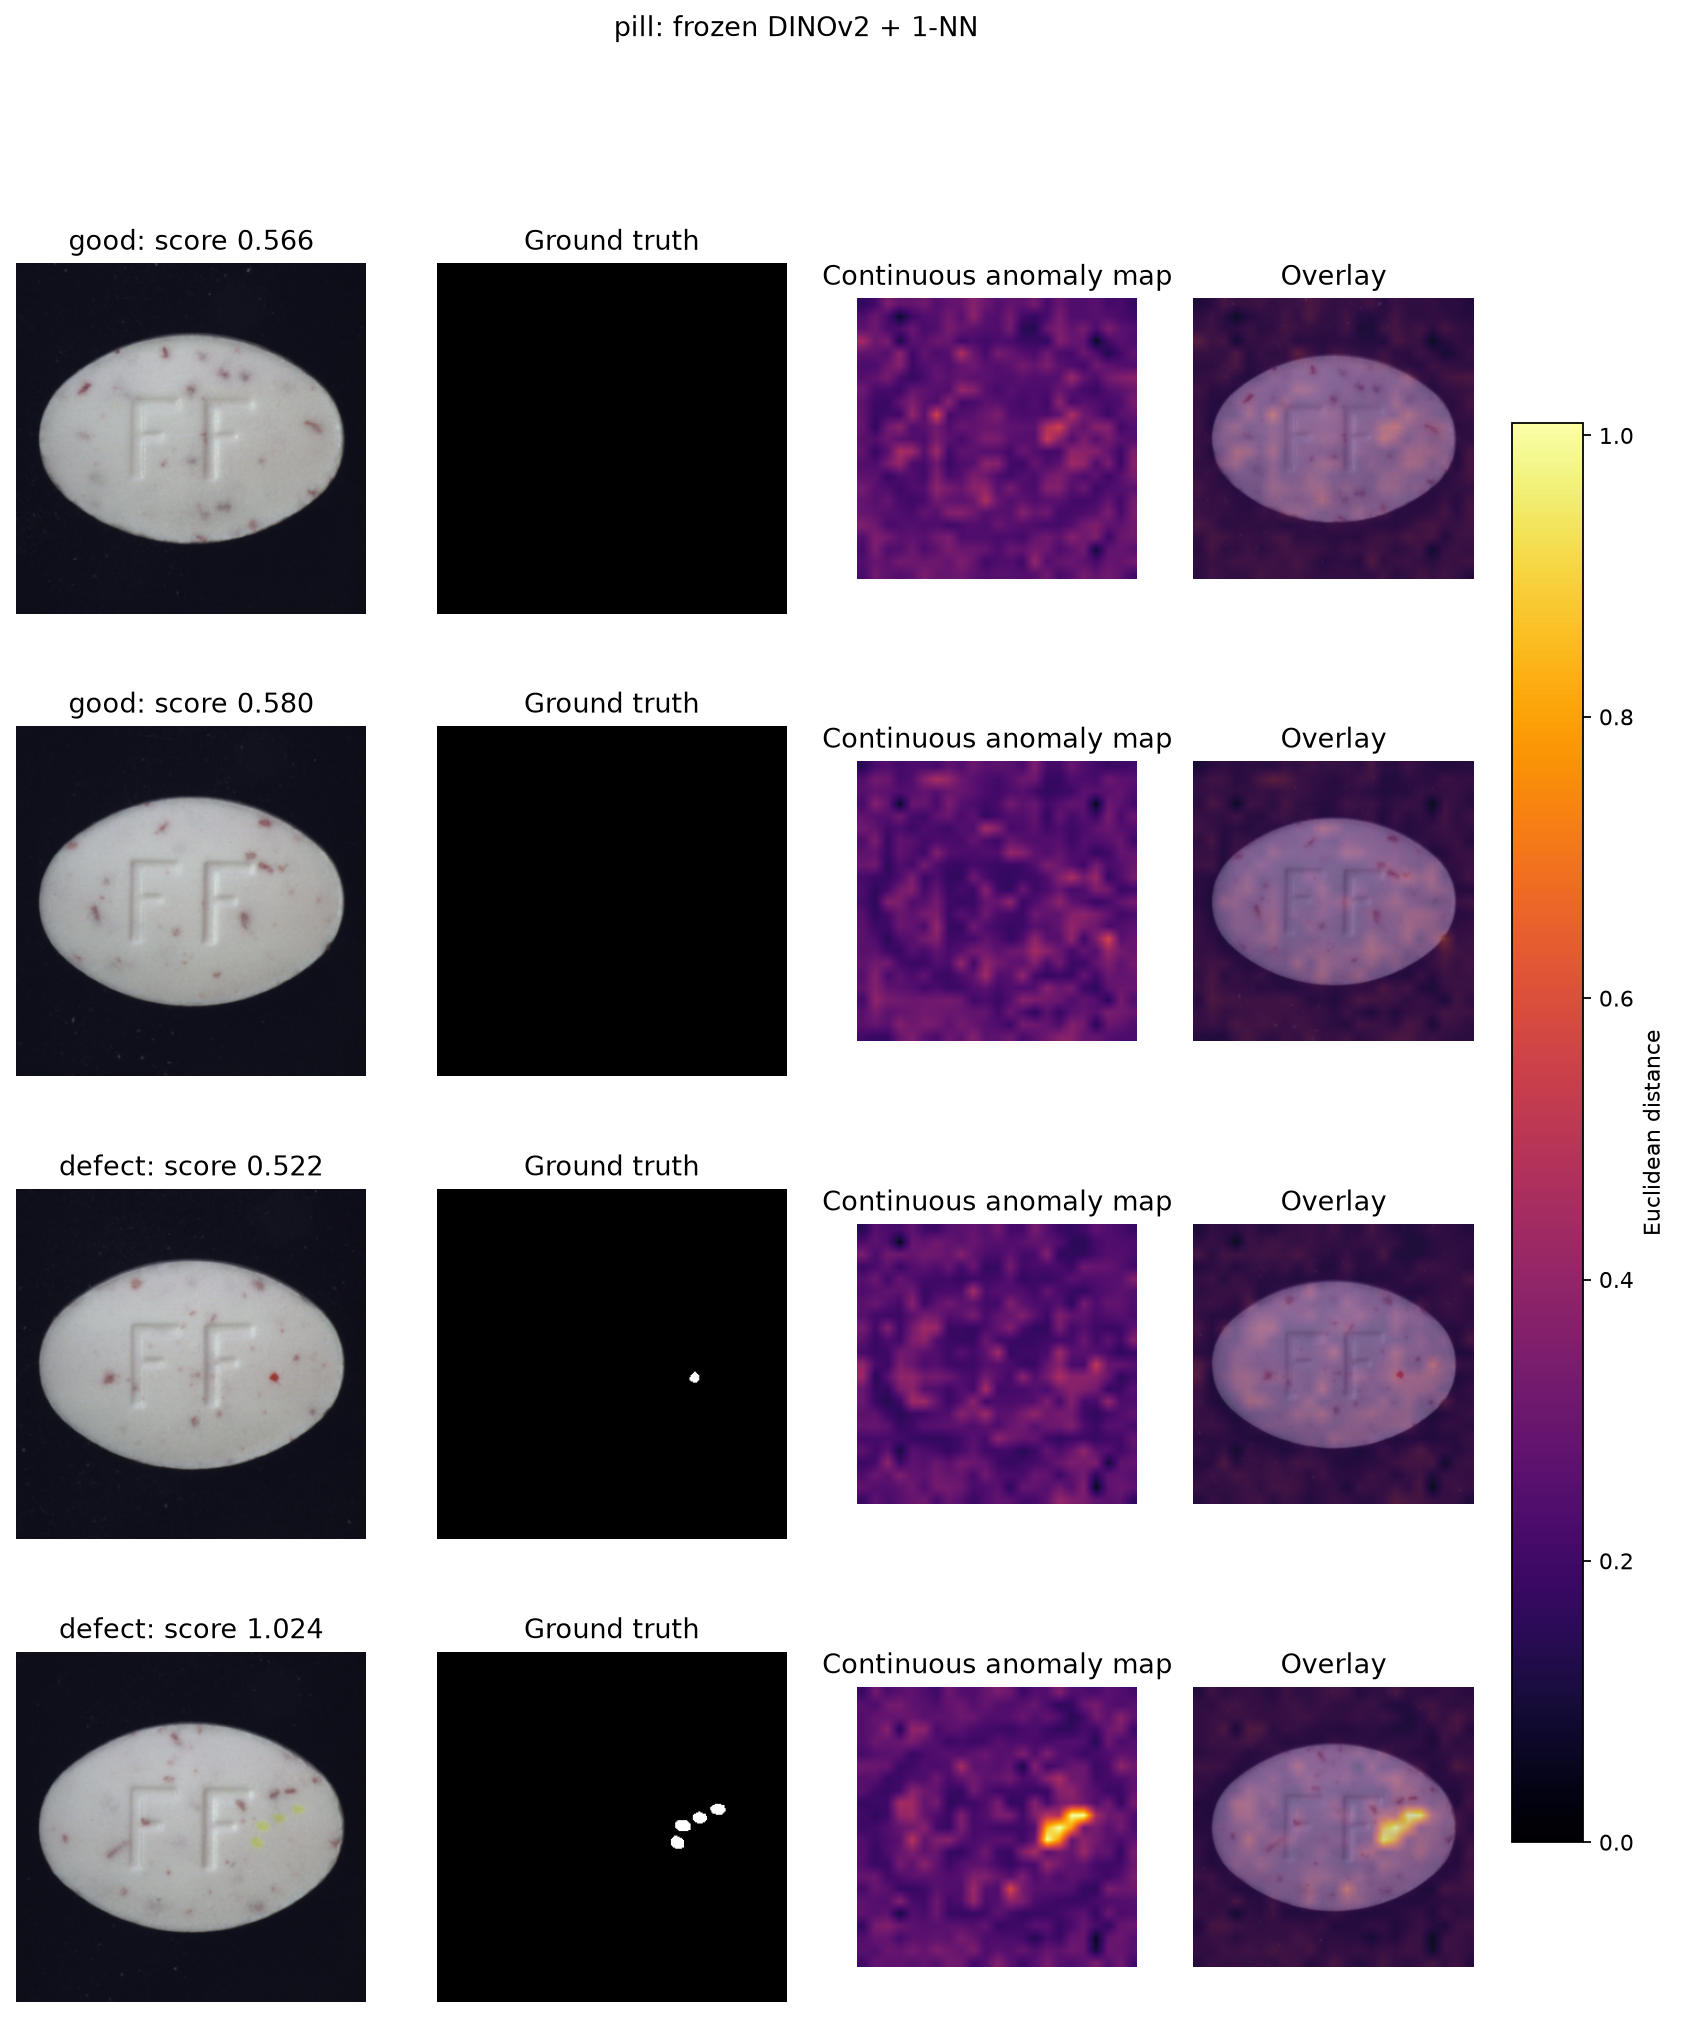 pill: frozen DINOv2 + 1-NN
good: score 0.566
Ground truth
Continuous anomaly map
Overlay
FF
good: score 0.580
Ground truth
Continuous anomaly map
Overlay
FF
defect: score 0.522
Ground truth
Continuous anomaly map
Overlay
FF
defect: score 1.024
Ground truth
Continuous anomaly map
Overlay
FF
1.0
0.8
0.6
0.4
0.2
0.0
Euclidean distance